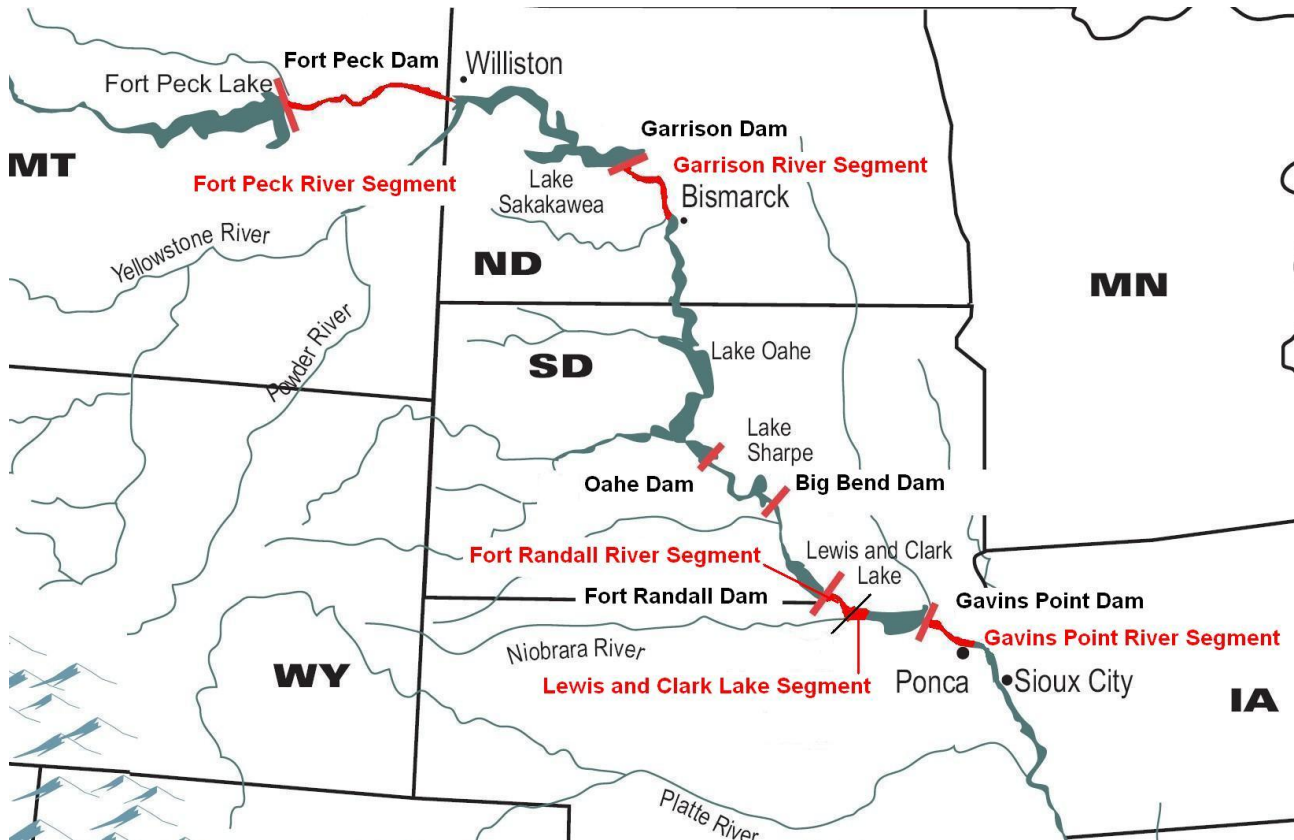 Fort Peck Dam
Williston
Fort Peck Lake
Garrison Dam
MT
Garrison River Segment
Fort Peck River Segment
Lake
Sakakawea
Bismarck
Yellowstone River
ND
MN
Powder River
Lake Oahe
SD
Lake
Sharpe
Oahe Dam
Big Bend Dam
Fort Randall River Segment
Lewis and Clark
Lake
Fort Randall Dam
Gavins Point Dam
Niobrara River
Gavins Point River Segment
WY
Lewis and Clark Lake Segment
Ponca
Sioux City
IA
Platte River